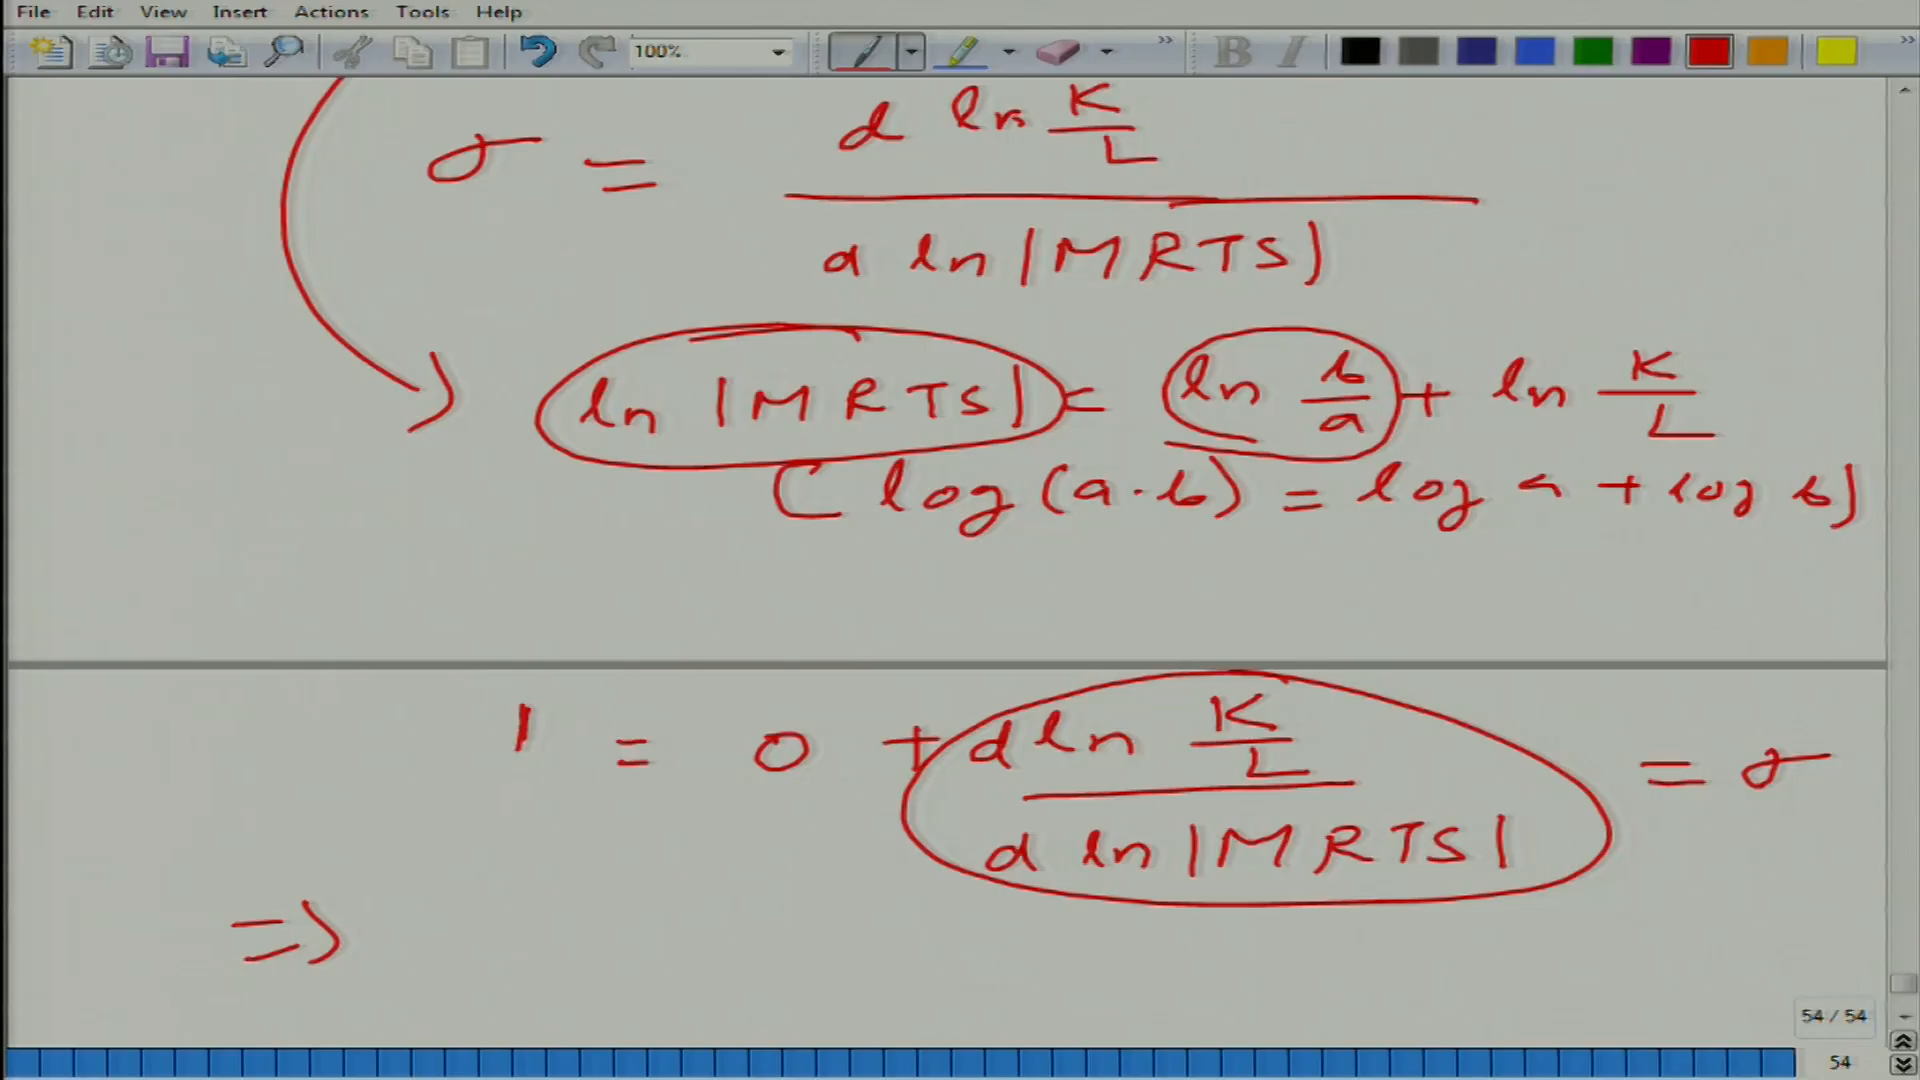 File Edit View Insert Actions Tools Help
100%
B I
σ = d ln K/L
d ln |MRTS|
ln |MRTS| = ln b/a + ln K/L
[log (a·b) = log a + log b]
1 = 0 + d ln K/L = σ
d ln |MRTS|
⇒
54 / 54
54